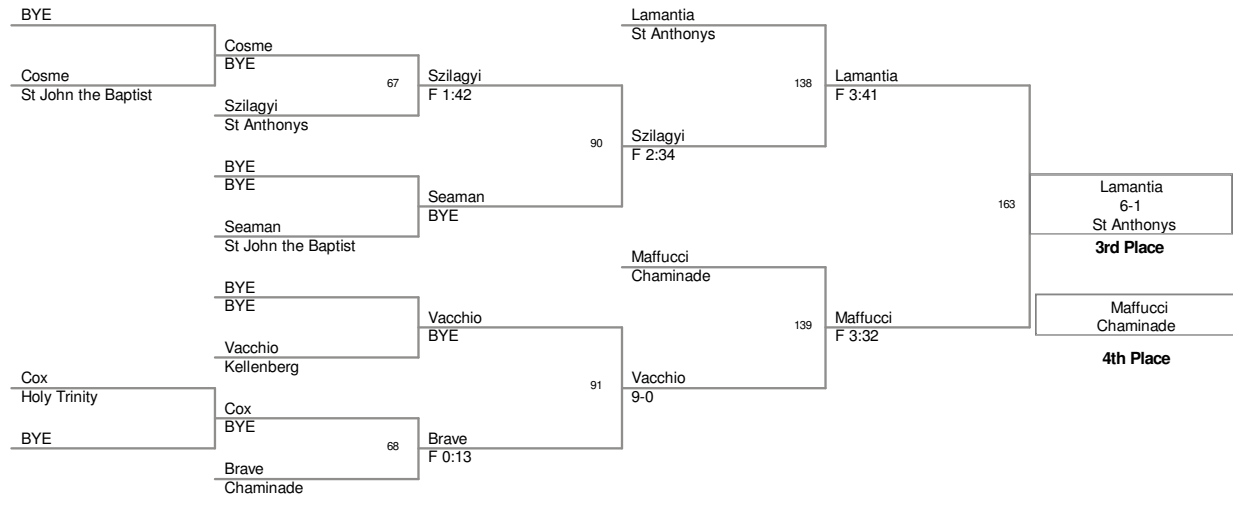 BYE
Cosme
St John the Baptist
Cox
Holy Trinity
BYE
Cosme
BYE
67
Szilagyi
St Anthonys
BYE
BYE
Seaman
St John the Baptist
BYE
BYE
Vacchio
Kellenberg
Cox
BYE
68
Brave
Chaminade
Szilagyi
F 1:42
90
Seaman
BYE
Vacchio
BYE
91
Brave
F 0:13
Lamantia
St Anthonys
138
Szilagyi
F 2:34
Maffucci
Chaminade
139
Vacchio
9-0
Lamantia
F 3:41
163
Maffucci
F 3:32
Lamantia
6-1
St Anthonys
3rd Place
Maffucci
Chaminade
4th Place